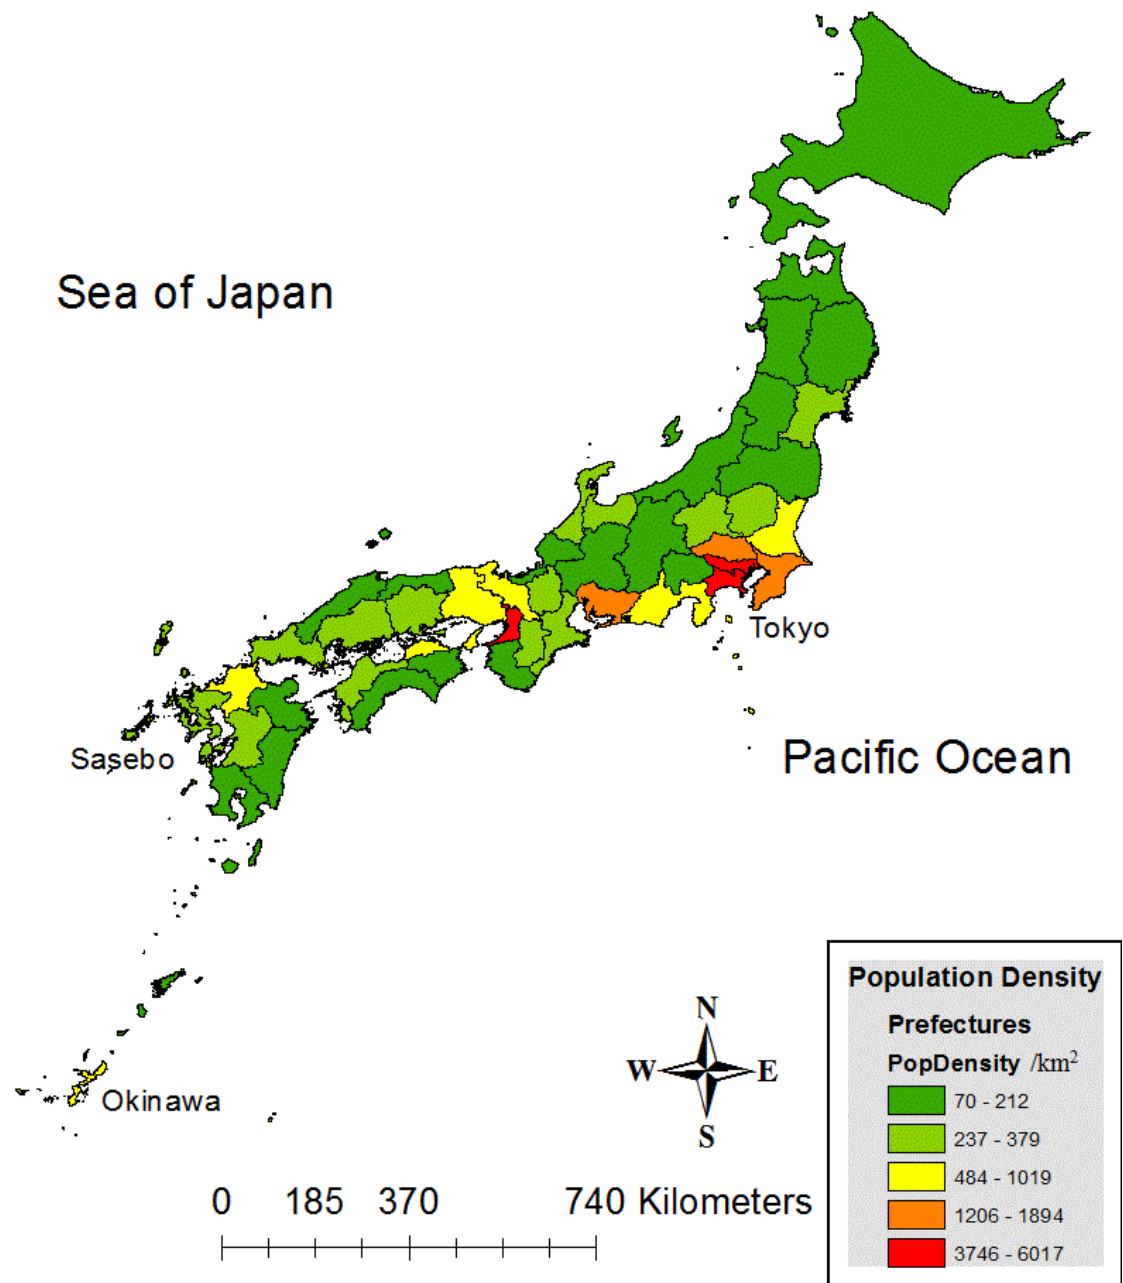 Sea of Japan
Tokyo
Sasebo
Pacific Ocean
Okinawa
N
W E
S
0 185 370 740 Kilometers
Population Density
Prefectures
PopDensity /km²
70 - 212
237 - 379
484 - 1019
1206 - 1894
3746 - 6017